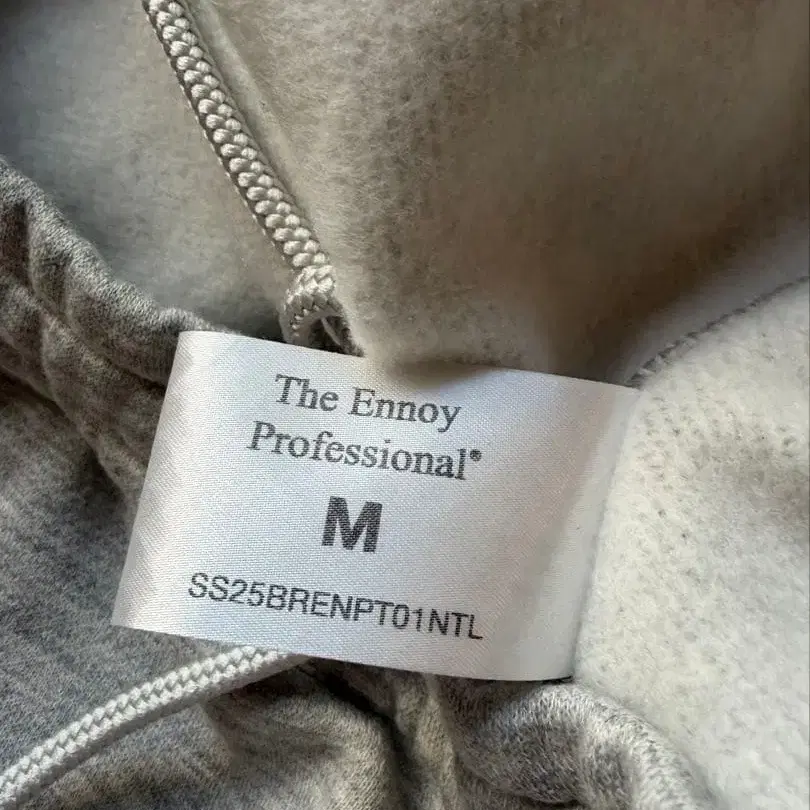 The Ennoy
Professional®
M
SS25BRENPT01NTL